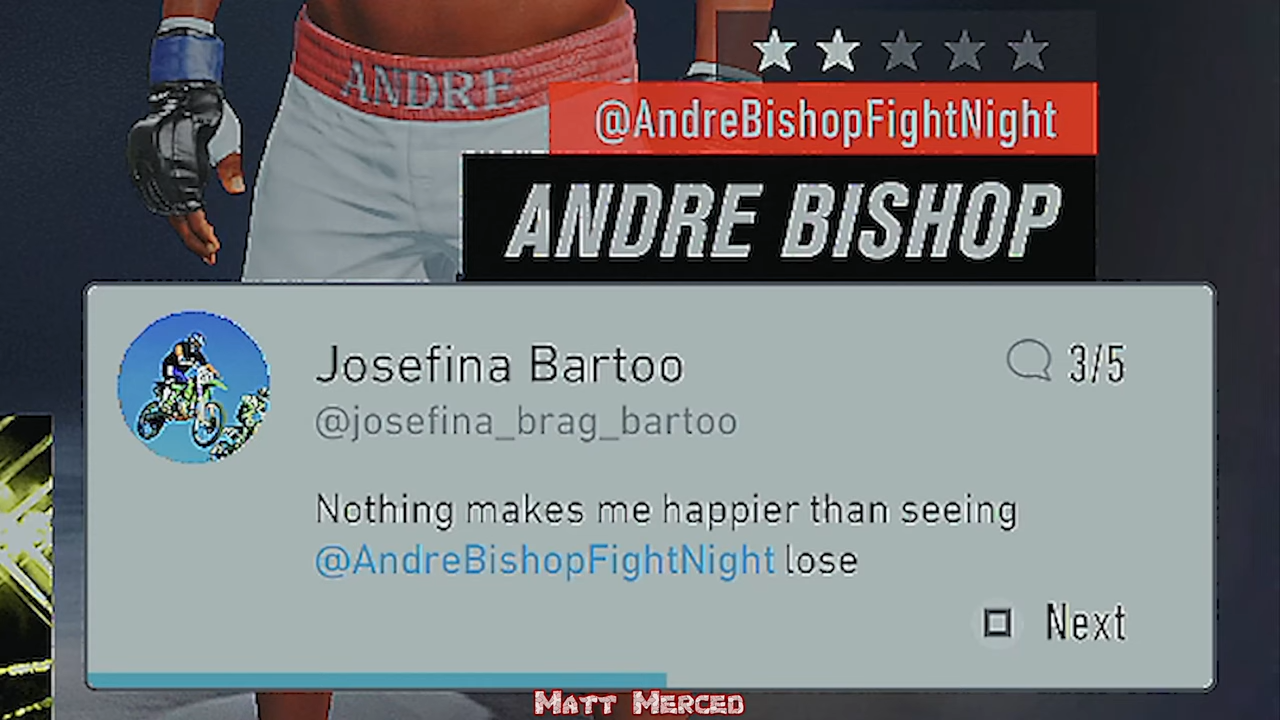 ANDRE
@AndreBishopFightNight
ANDRE BISHOP
Josefina Bartoo
3/5
@josefina_brag_bartoo
Nothing makes me happier than seeing
@AndreBishopFightNight lose
Next
MATT MERCED